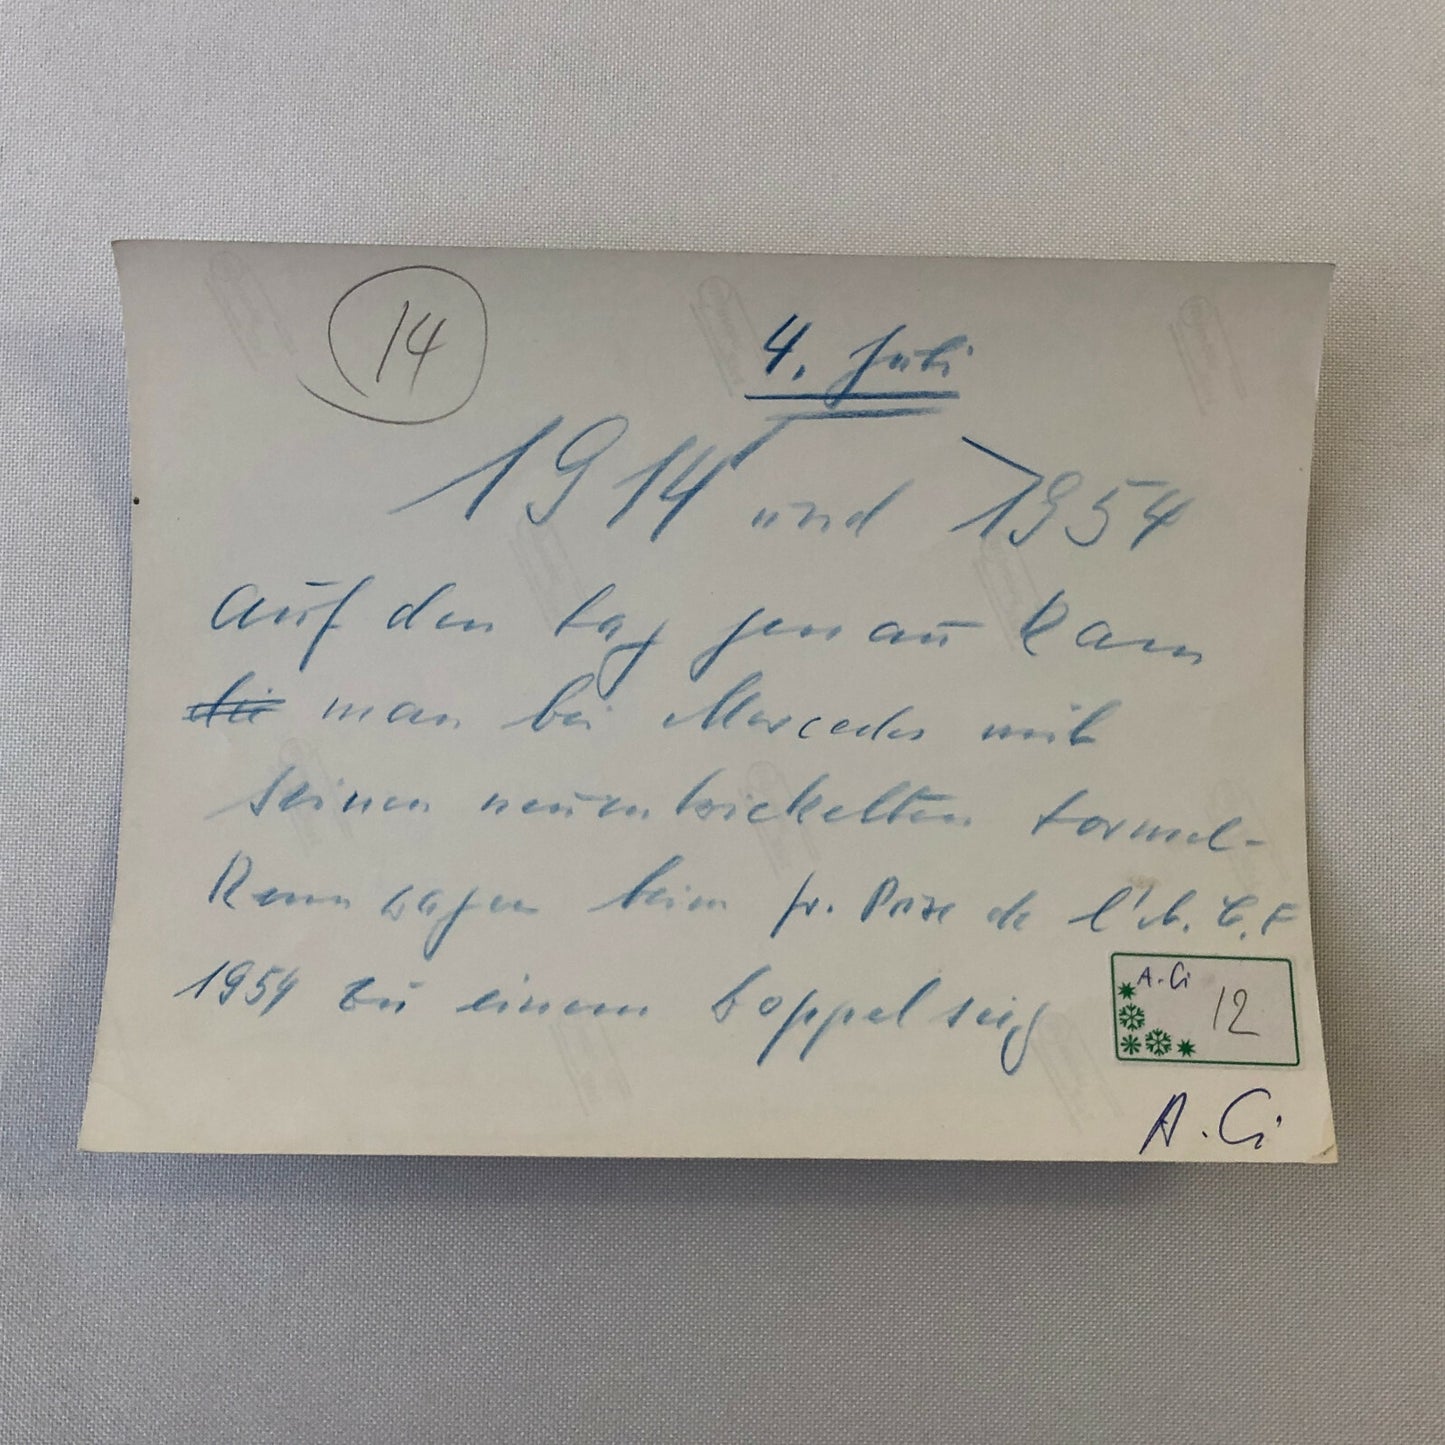 14
4. Juli
1914 und 1954
Auf den Tag genau kam
die man bei Mercedes mit
seinen neuentwickelten Formel-
Rennwagen beim Gr. Prix de l'A.C.F
1954 zu einem Doppelsieg
A.Ci 12
A.Ci